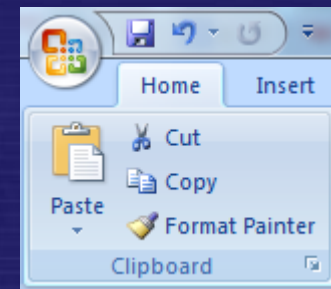 Home Insert
Cut
Copy
Paste
Format Painter
Clipboard